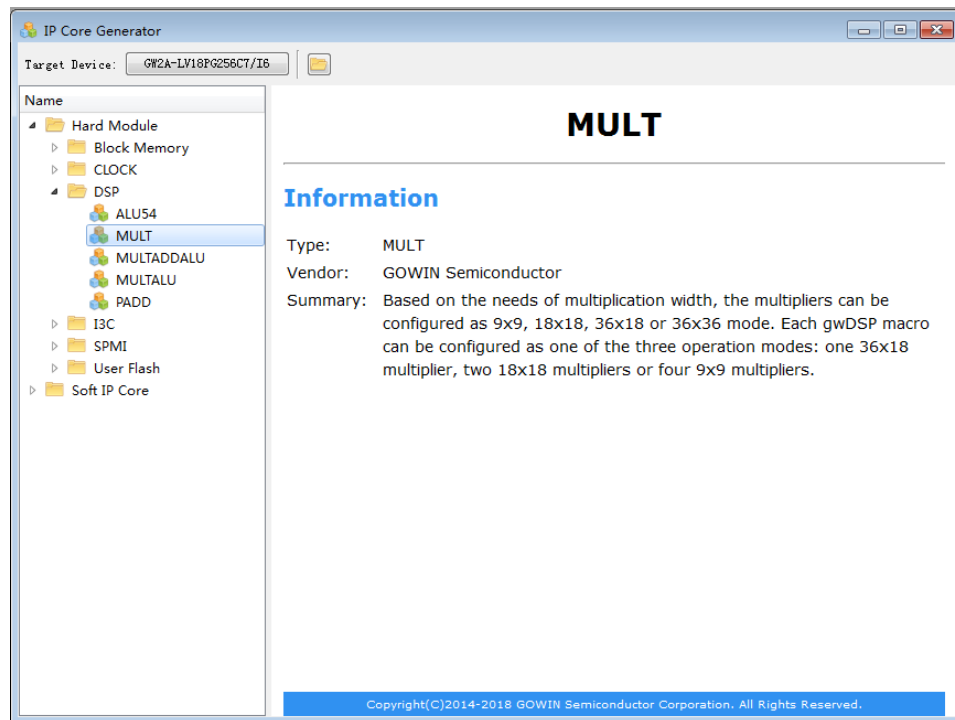 IP Core Generator
Target Device: GW2A-LV18PG256C7/I6
Name
Hard Module
Block Memory
CLOCK
DSP
ALU54
MULT
MULTADDALU
MULTALU
PADD
I3C
SPMI
User Flash
Soft IP Core
MULT
Information
Type: MULT
Vendor: GOWIN Semiconductor
Summary: Based on the needs of multiplication width, the multipliers can be
configured as 9x9, 18x18, 36x18 or 36x36 mode. Each gwDSP macro
can be configured as one of the three operation modes: one 36x18
multiplier, two 18x18 multipliers or four 9x9 multipliers.
Copyright(C)2014-2018 GOWIN Semiconductor Corporation. All Rights Reserved.